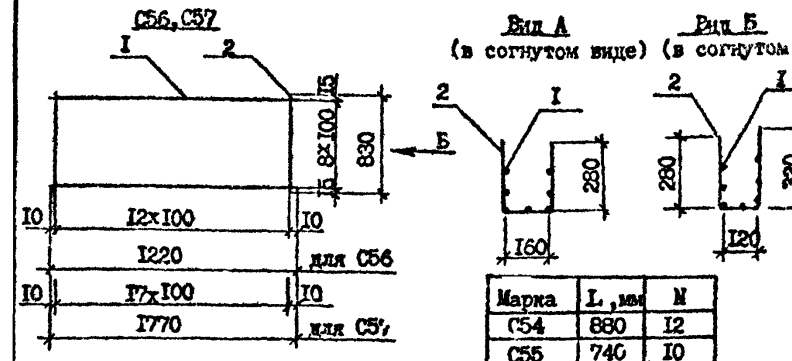 С56, С57
1
2
15
8х100
15
830
Б
10
12х100
10
1220
для С56
10
17х100
10
1770
для С57
Вид А
(в согнутом виде)
2
1
280
160
Вид Б
(в согнутом
2
1
280
120
Марка L, мм N
С54 880 12
С55 740 10